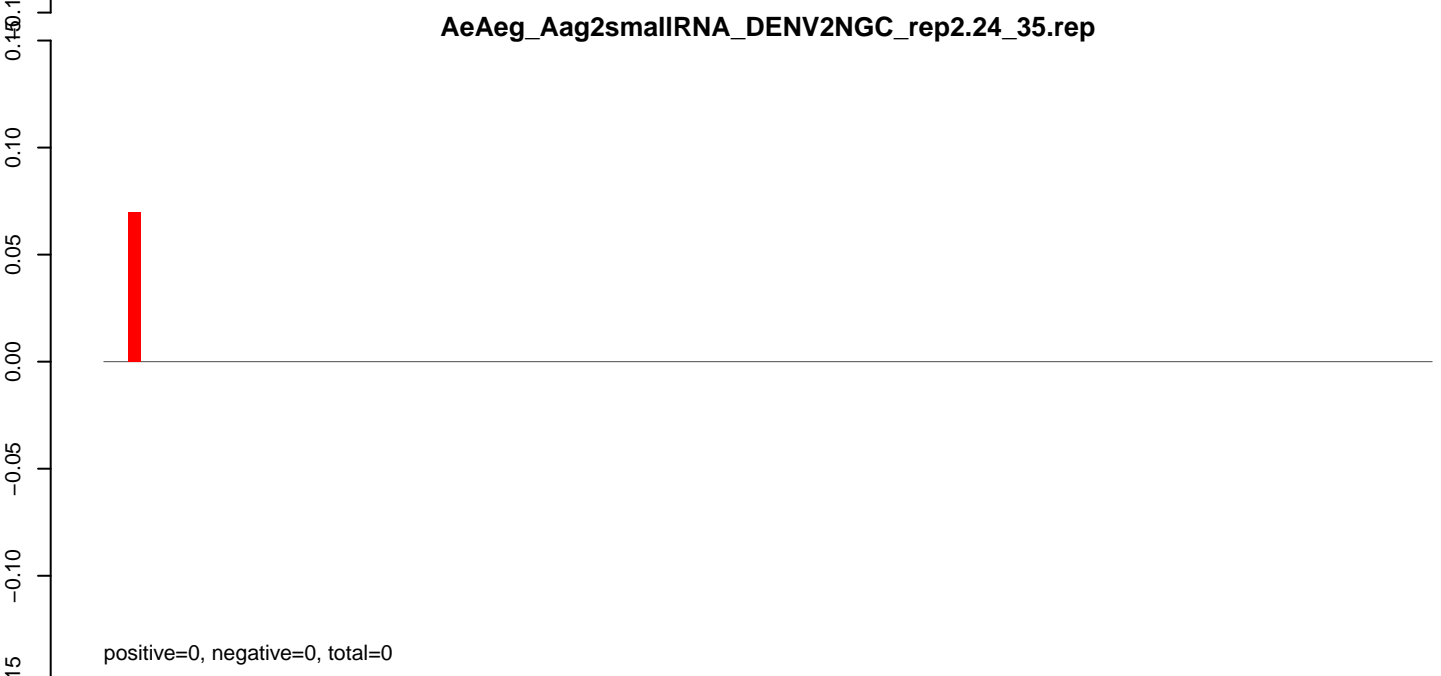 AeAeg_Aag2smallRNA_DENV2NGC_rep2.24_35.rep
0.10
0.05
0.00
−0.05
−0.10
positive=0, negative=0, total=0